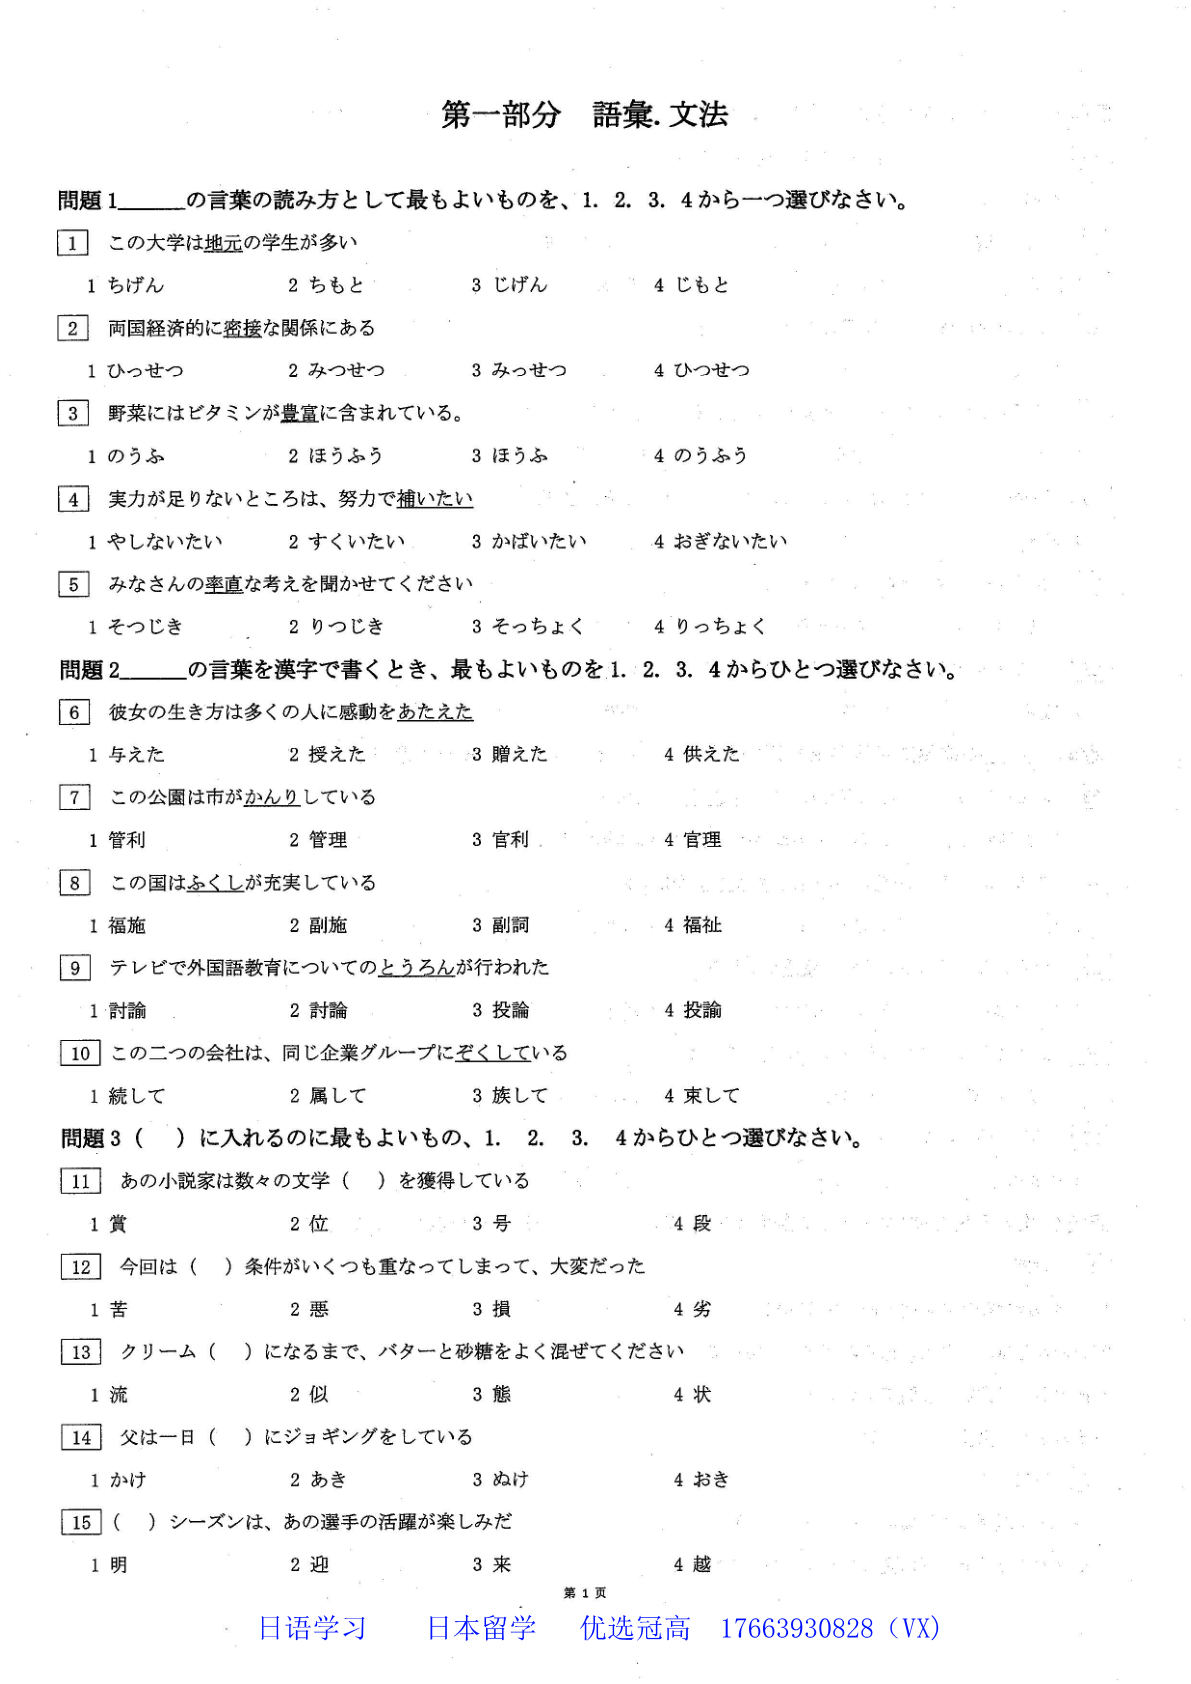 第一部分　語彙.文法
問題1______の言葉の読み方として最もよいものを、1. 2. 3. 4から一つ選びなさい。
1 この大学は地元の学生が多い
1 ちげん 2 ちもと 3 じげん 4 じもと
2 両国経済的に密接な関係にある
1 ひっせつ 2 みつせつ 3 みっせつ 4 ひつせつ
3 野菜にはビタミンが豊富に含まれている。
1 のうふ 2 ほうふう 3 ほうふ 4 のうふう
4 実力が足りないところは、努力で補いたい
1 やしないたい 2 すくいたい 3 かばいたい 4 おぎないたい
5 みなさんの率直な考えを聞かせてください
1 そつじき 2 りつじき 3 そっちょく 4 りっちょく
問題2______の言葉を漢字で書くとき、最もよいものを1. 2. 3. 4からひとつ選びなさい。
6 彼女の生き方は多くの人に感動をあたえた
1 与えた 2 授えた 3 贈えた 4 供えた
7 この公園は市がかんりしている
1 管利 2 管理 3 官利 4 官理
8 この国はふくしが充実している
1 福施 2 副施 3 副詞 4 福祉
9 テレビで外国語教育についてのとうろんが行われた
1 討諭 2 討論 3 投論 4 投諭
10 この二つの会社は、同じ企業グループにぞくしている
1 続して 2 属して 3 族して 4 束して
問題3（　）に入れるのに最もよいもの、1. 2. 3. 4からひとつ選びなさい。
11 あの小説家は数々の文学（　）を獲得している
1 賞 2 位 3 号 4 段
12 今回は（　）条件がいくつも重なってしまって、大変だった
1 苦 2 悪 3 損 4 劣
13 クリーム（　）になるまで、バターと砂糖をよく混ぜてください
1 流 2 似 3 態 4 状
14 父は一日（　）にジョギングをしている
1 かけ 2 あき 3 ぬけ 4 おき
15（　）シーズンは、あの選手の活躍が楽しみだ
1 明 2 迎 3 来 4 越
第 1 页
日语学习　日本留学　优选冠高　17663930828（VX)